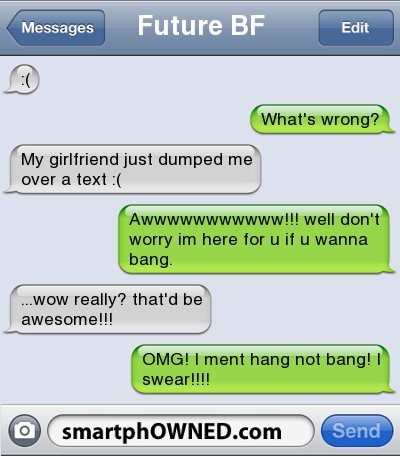 Messages
Future BF
Edit
:(
What's wrong?
My girlfriend just dumped me
over a text :(
Awwwwwwwwwww!!! well don't
worry im here for u if u wanna
bang.
...wow really? that'd be
awesome!!!
OMG! I ment hang not bang! I
swear!!!!
smartphOWNED.com
Send